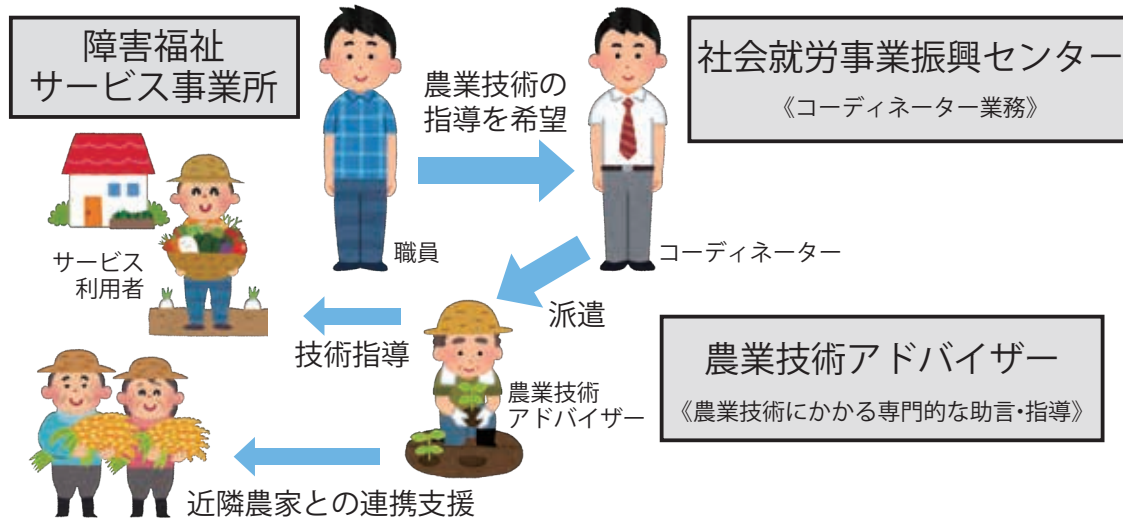 障害福祉
サービス事業所
農業技術の
指導を希望
社会就労事業振興センター
《コーディネーター業務》
サービス
利用者
職員
コーディネーター
派遣
技術指導
農業技術
アドバイザー
農業技術アドバイザー
《農業技術にかかる専門的な助言・指導》
近隣農家との連携支援